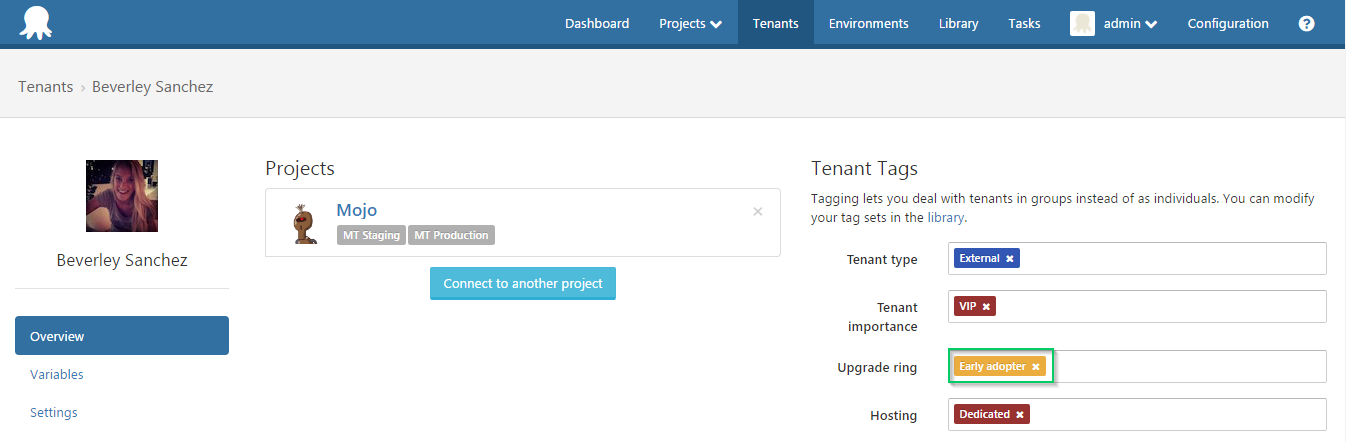 Dashboard
Projects
Tenants
Environments
Library
Tasks
admin
Configuration
?
Tenants › Beverley Sanchez
Beverley Sanchez
Overview
Variables
Settings
Projects
Mojo
MT Staging MT Production
×
Connect to another project
Tenant Tags
Tagging lets you deal with tenants in groups instead of as individuals. You can modify
your tag sets in the library.
Tenant type
External ×
Tenant
importance
VIP ×
Upgrade ring
Early adopter ×
Hosting
Dedicated ×